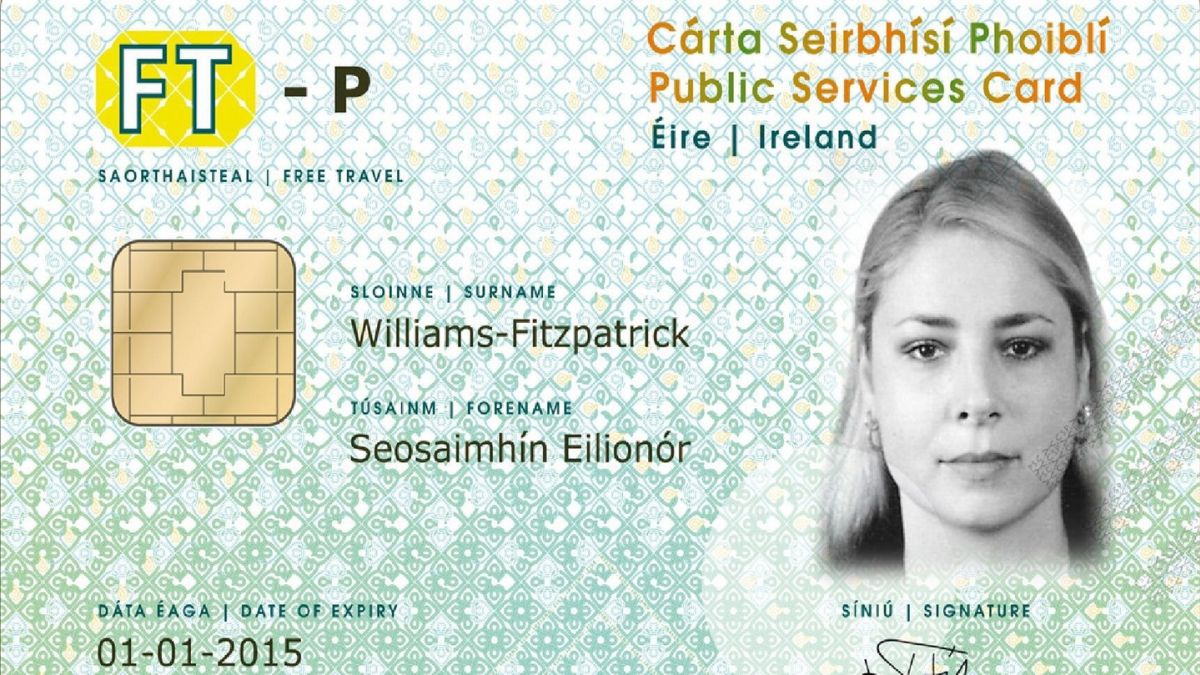 FT - P
SAORTHAISTEAL | FREE TRAVEL
Cárta Seirbhísí Phoiblí
Public Services Card
Éire | Ireland
SLOINNE | SURNAME
Williams-Fitzpatrick
TÚSAINM | FORENAME
Seosaimhín Eilionór
DÁTA ÉAGA | DATE OF EXPIRY
01-01-2015
SÍNIÚ | SIGNATURE